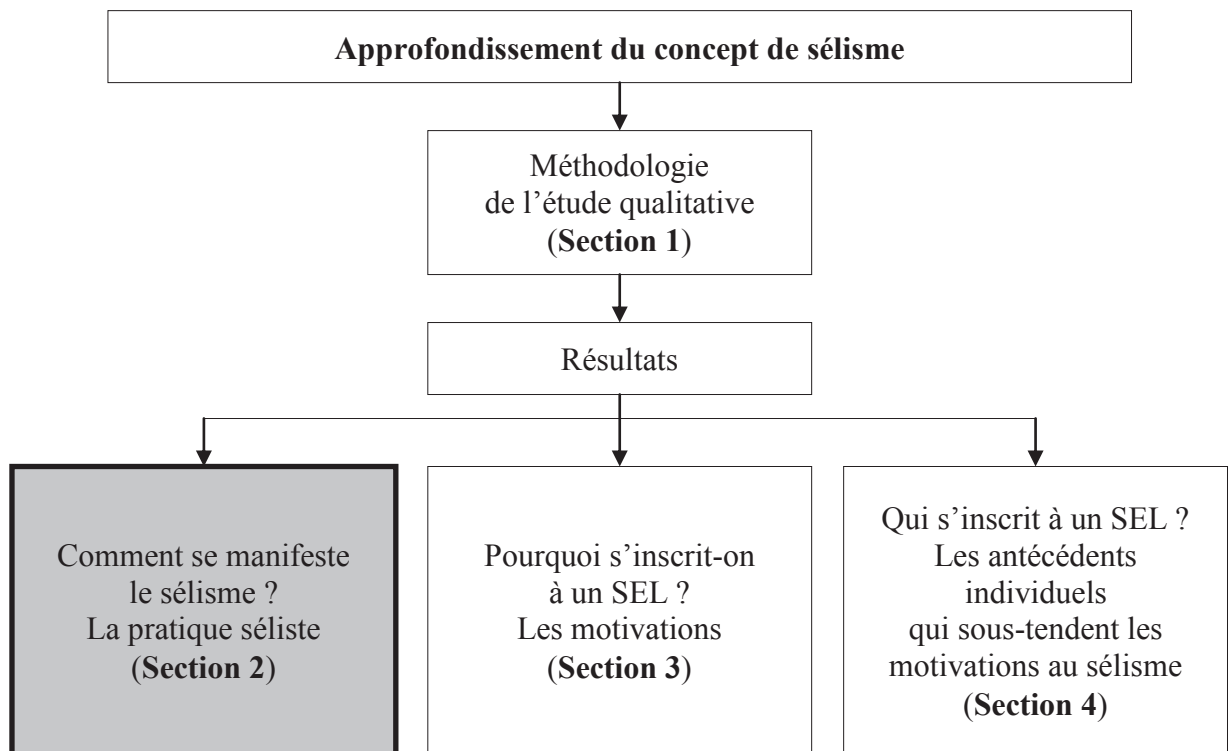 Approfondissement du concept de sélisme
Méthodologie
de l’étude qualitative
(Section 1)
Résultats
Comment se manifeste
le sélisme ?
La pratique séliste
(Section 2)
Pourquoi s’inscrit-on
à un SEL ?
Les motivations
(Section 3)
Qui s’inscrit à un SEL ?
Les antécédents
individuels
qui sous-tendent les
motivations au sélisme
(Section 4)